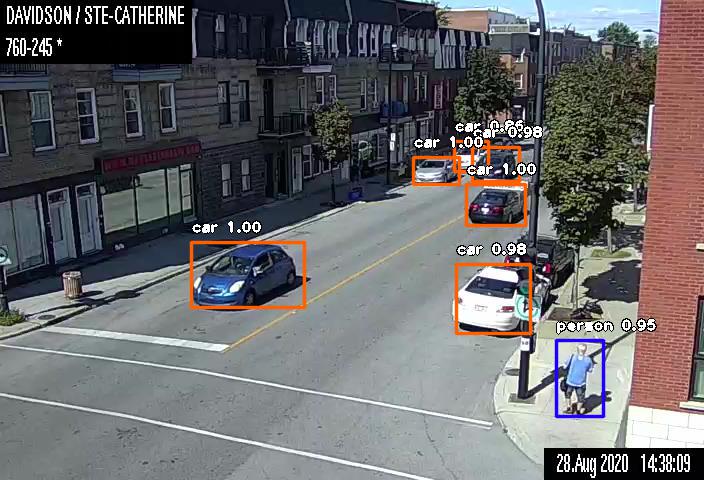 DAVIDSON / STE-CATHERINE
760-245 *
car 0.98
car 1.00
car 1.00
car 1.00
car 0.98
person 0.95
28.Aug 2020 14:38:09